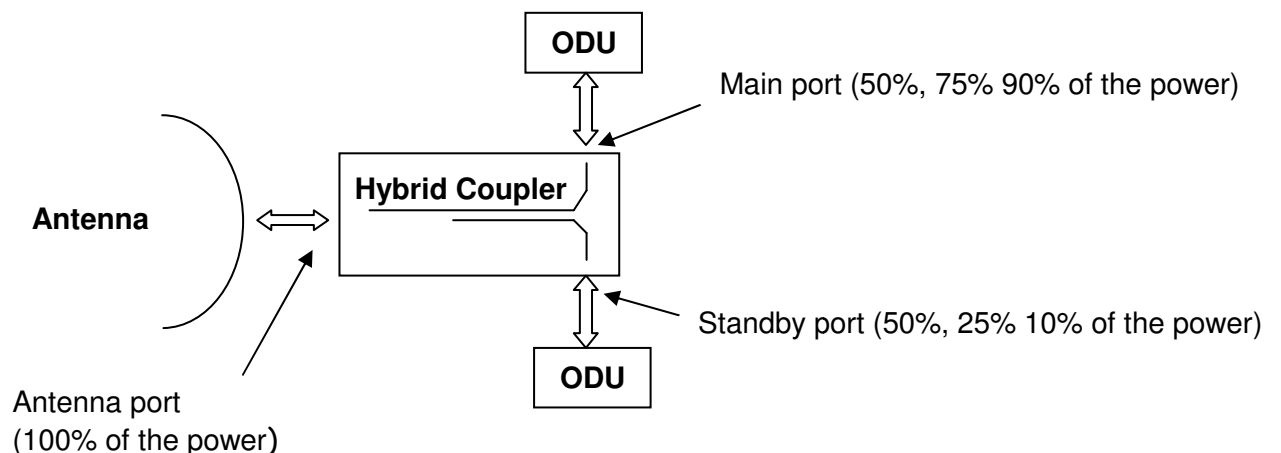 ODU
Main port (50%, 75% 90% of the power)
Hybrid Coupler
Antenna
Standby port (50%, 25% 10% of the power)
ODU
Antenna port
(100% of the power)